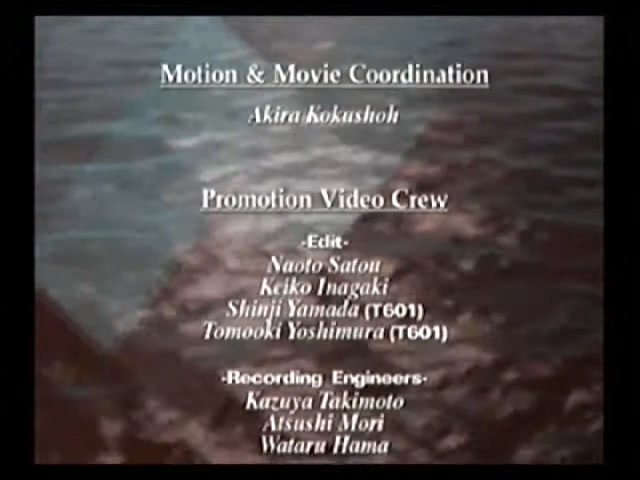 Motion & Movie Coordination
Akira Kokushoh
Promotion Video Crew
-Edit-
Naoto Satou
Keiko Inagaki
Shinji Yamada (T601)
Tomooki Yoshimura (T601)
-Recording Engineers-
Kazuya Takimoto
Atsushi Mori
Wataru Hama